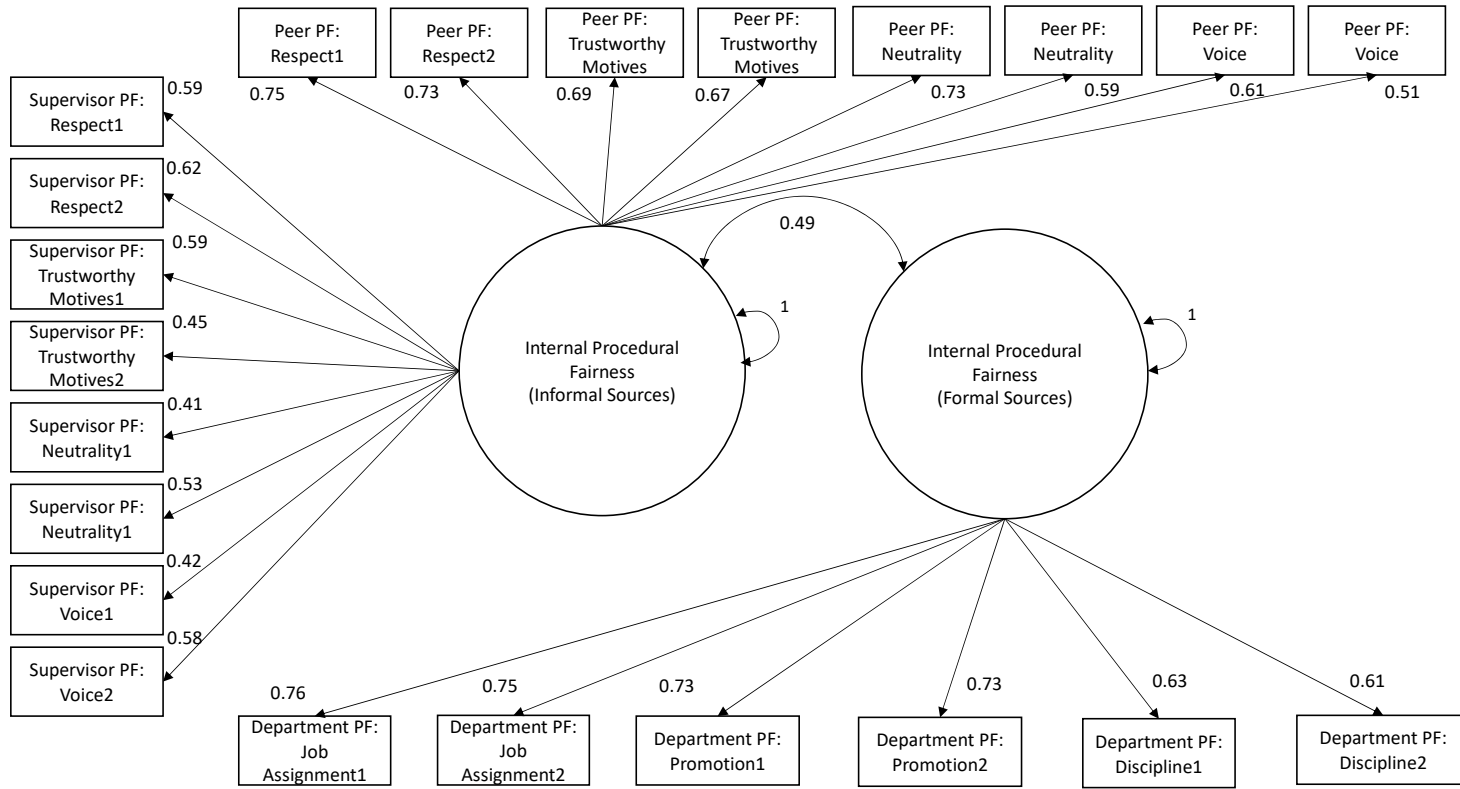 Peer PF:
Respect1
Peer PF:
Respect2
Peer PF:
Trustworthy
Motives
Peer PF:
Trustworthy
Motives
Peer PF:
Neutrality
Peer PF:
Neutrality
Peer PF:
Voice
Peer PF:
Voice
0.75
0.73
0.69
0.67
0.73
0.59
0.61
0.51
Supervisor PF:
Respect1
0.59
Supervisor PF:
Respect2
0.62
Supervisor PF:
Trustworthy
Motives1
0.59
Supervisor PF:
Trustworthy
Motives2
0.45
Supervisor PF:
Neutrality1
0.41
Supervisor PF:
Neutrality1
0.53
Supervisor PF:
Voice1
0.42
Supervisor PF:
Voice2
0.58
0.49
1
Internal Procedural
Fairness
(Informal Sources)
1
Internal Procedural
Fairness
(Formal Sources)
0.76
0.75
0.73
0.73
0.63
0.61
Department PF:
Job
Assignment1
Department PF:
Job
Assignment2
Department PF:
Promotion1
Department PF:
Promotion2
Department PF:
Discipline1
Department PF:
Discipline2